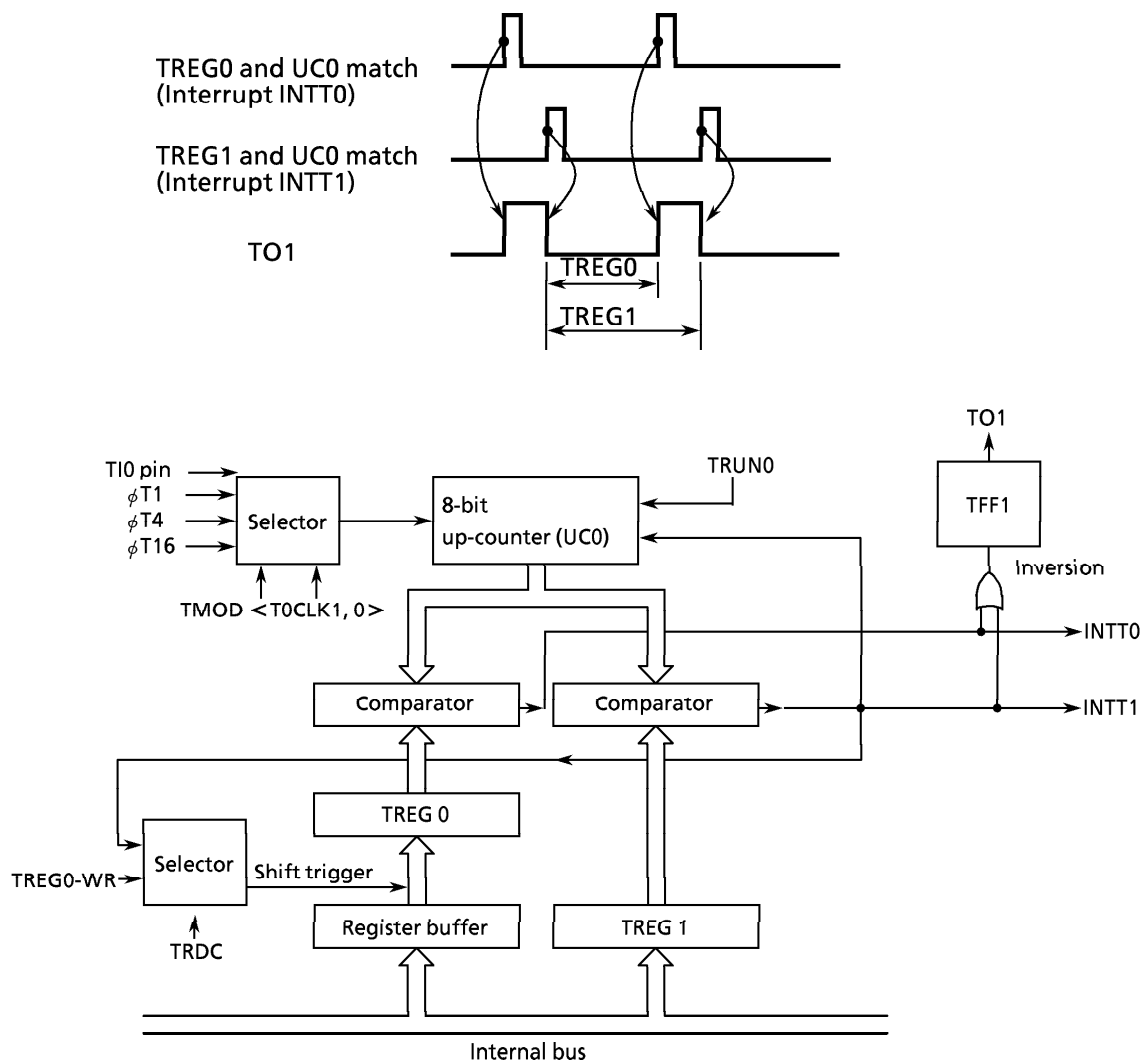 TREG0 and UC0 match
(Interrupt INTT0)
TREG1 and UC0 match
(Interrupt INTT1)
TO1
TREG0
TREG1
TO1
TI0 pin
φT1
φT4
φT16
Selector
8-bit
up-counter (UC0)
TRUN0
TFF1
Inversion
TMOD <T0CLK1, 0>
INTT0
Comparator
Comparator
INTT1
TREG 0
Selector
TREG0-WR
Shift trigger
Register buffer
TREG 1
TRDC
Internal bus